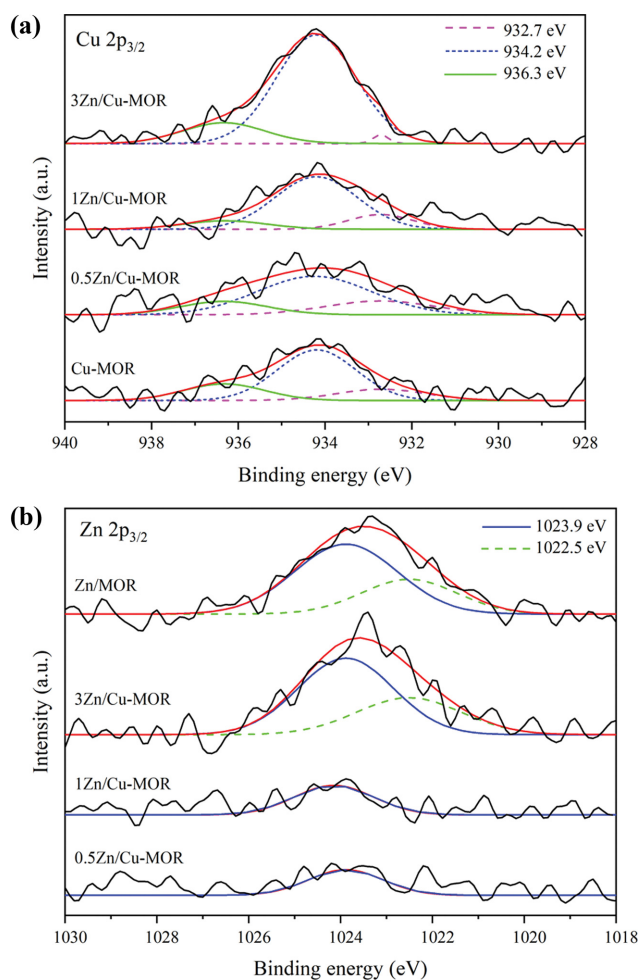 (a)
Cu 2p3/2
932.7 eV
934.2 eV
936.3 eV
3Zn/Cu-MOR
1Zn/Cu-MOR
0.5Zn/Cu-MOR
Cu-MOR
Intensity (a.u.)
940 938 936 934 932 930 928
Binding energy (eV)
(b)
Zn 2p3/2
1023.9 eV
1022.5 eV
Zn/MOR
3Zn/Cu-MOR
1Zn/Cu-MOR
0.5Zn/Cu-MOR
Intensity (a.u.)
1030 1028 1026 1024 1022 1020 1018
Binding energy (eV)